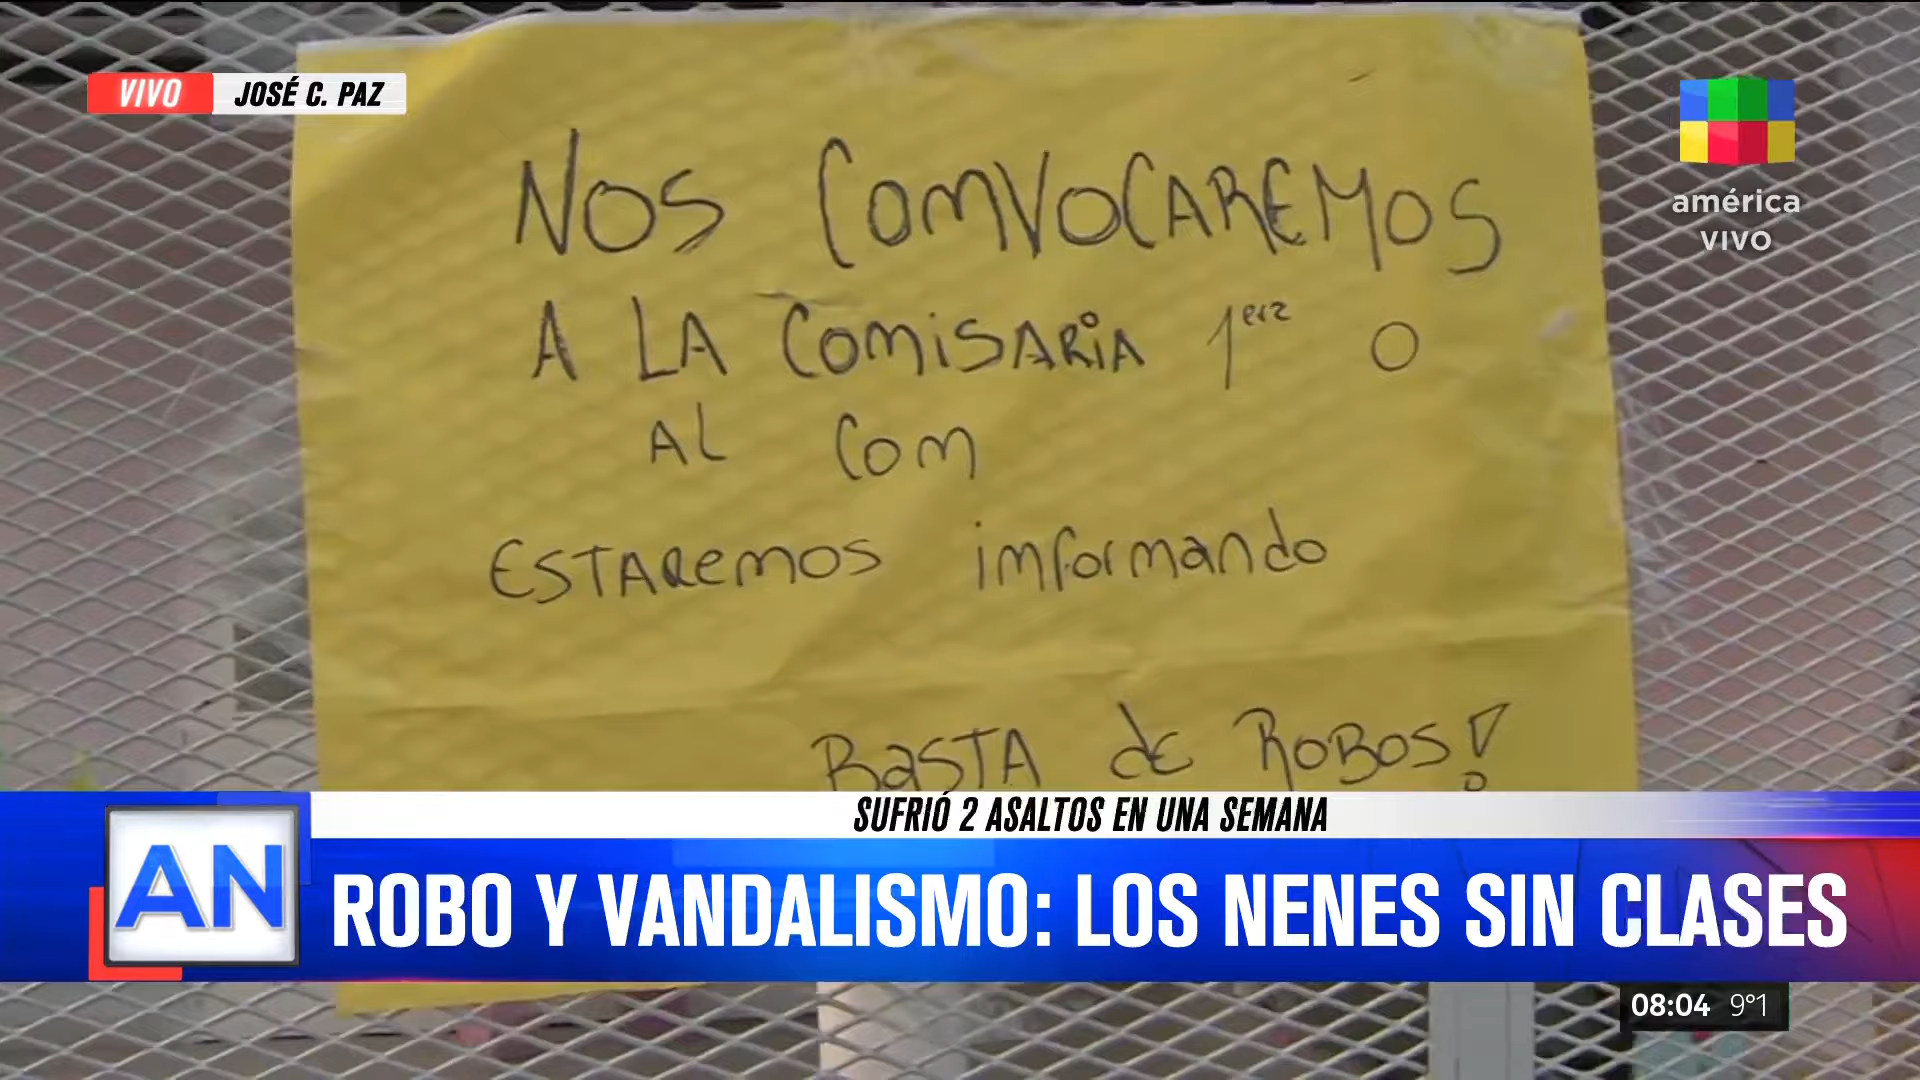 VIVO JOSÉ C. PAZ
américa
VIVO
NOS COMVOCAREMOS
A LA COMISARIA 1era O
AL COM
ESTAREMOS imformando
BASTA de ROBOS!
SUFRIÓ 2 ASALTOS EN UNA SEMANA
AN ROBO Y VANDALISMO: LOS NENES SIN CLASES
08:04 9°1